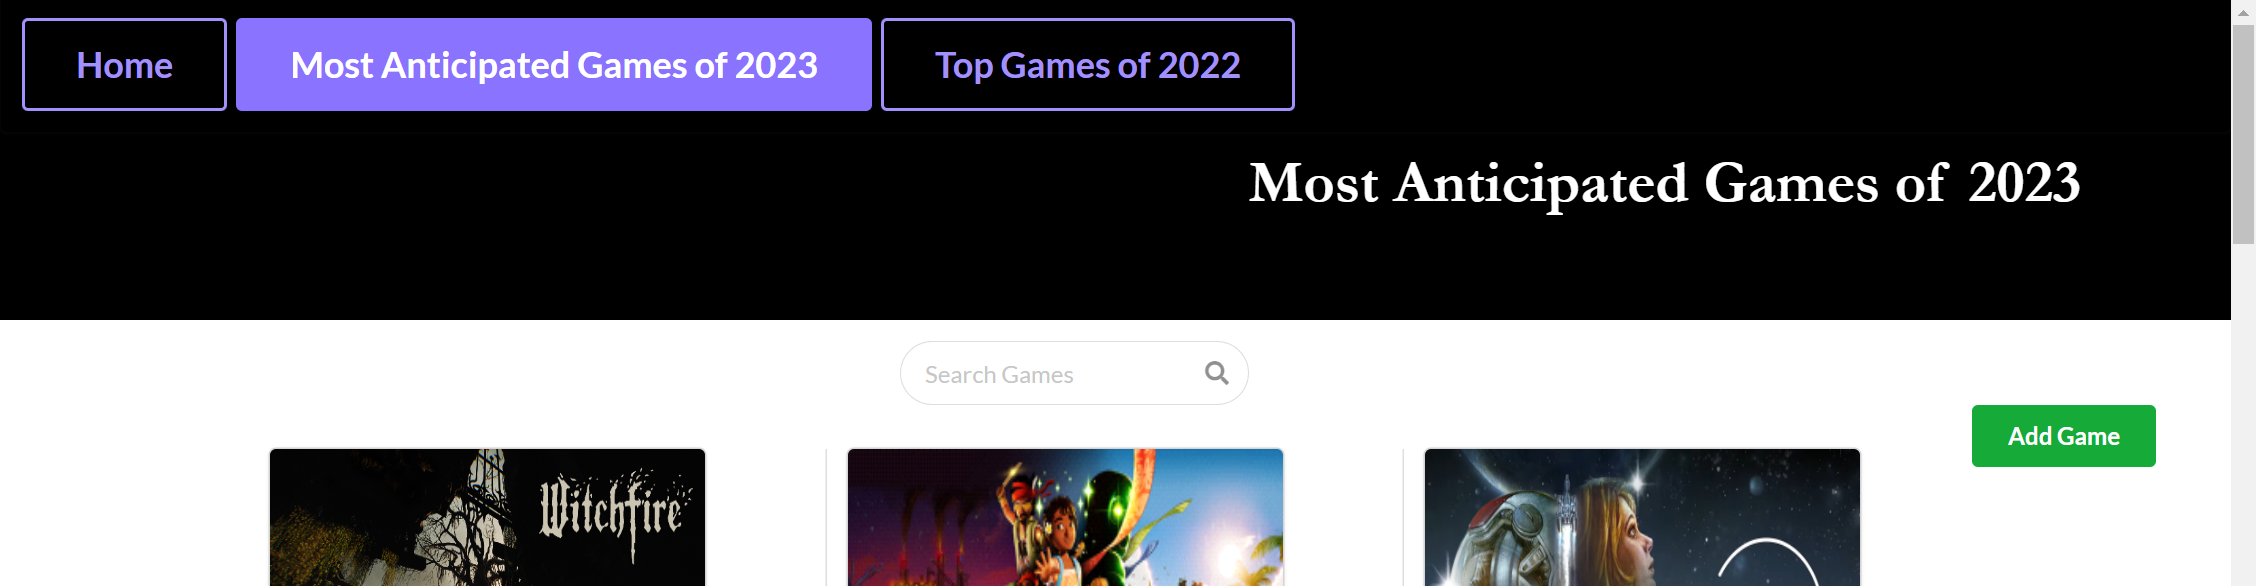 Home
Most Anticipated Games of 2023
Top Games of 2022
Most Anticipated Games of 2023
Search Games
Add Game
Witchfire